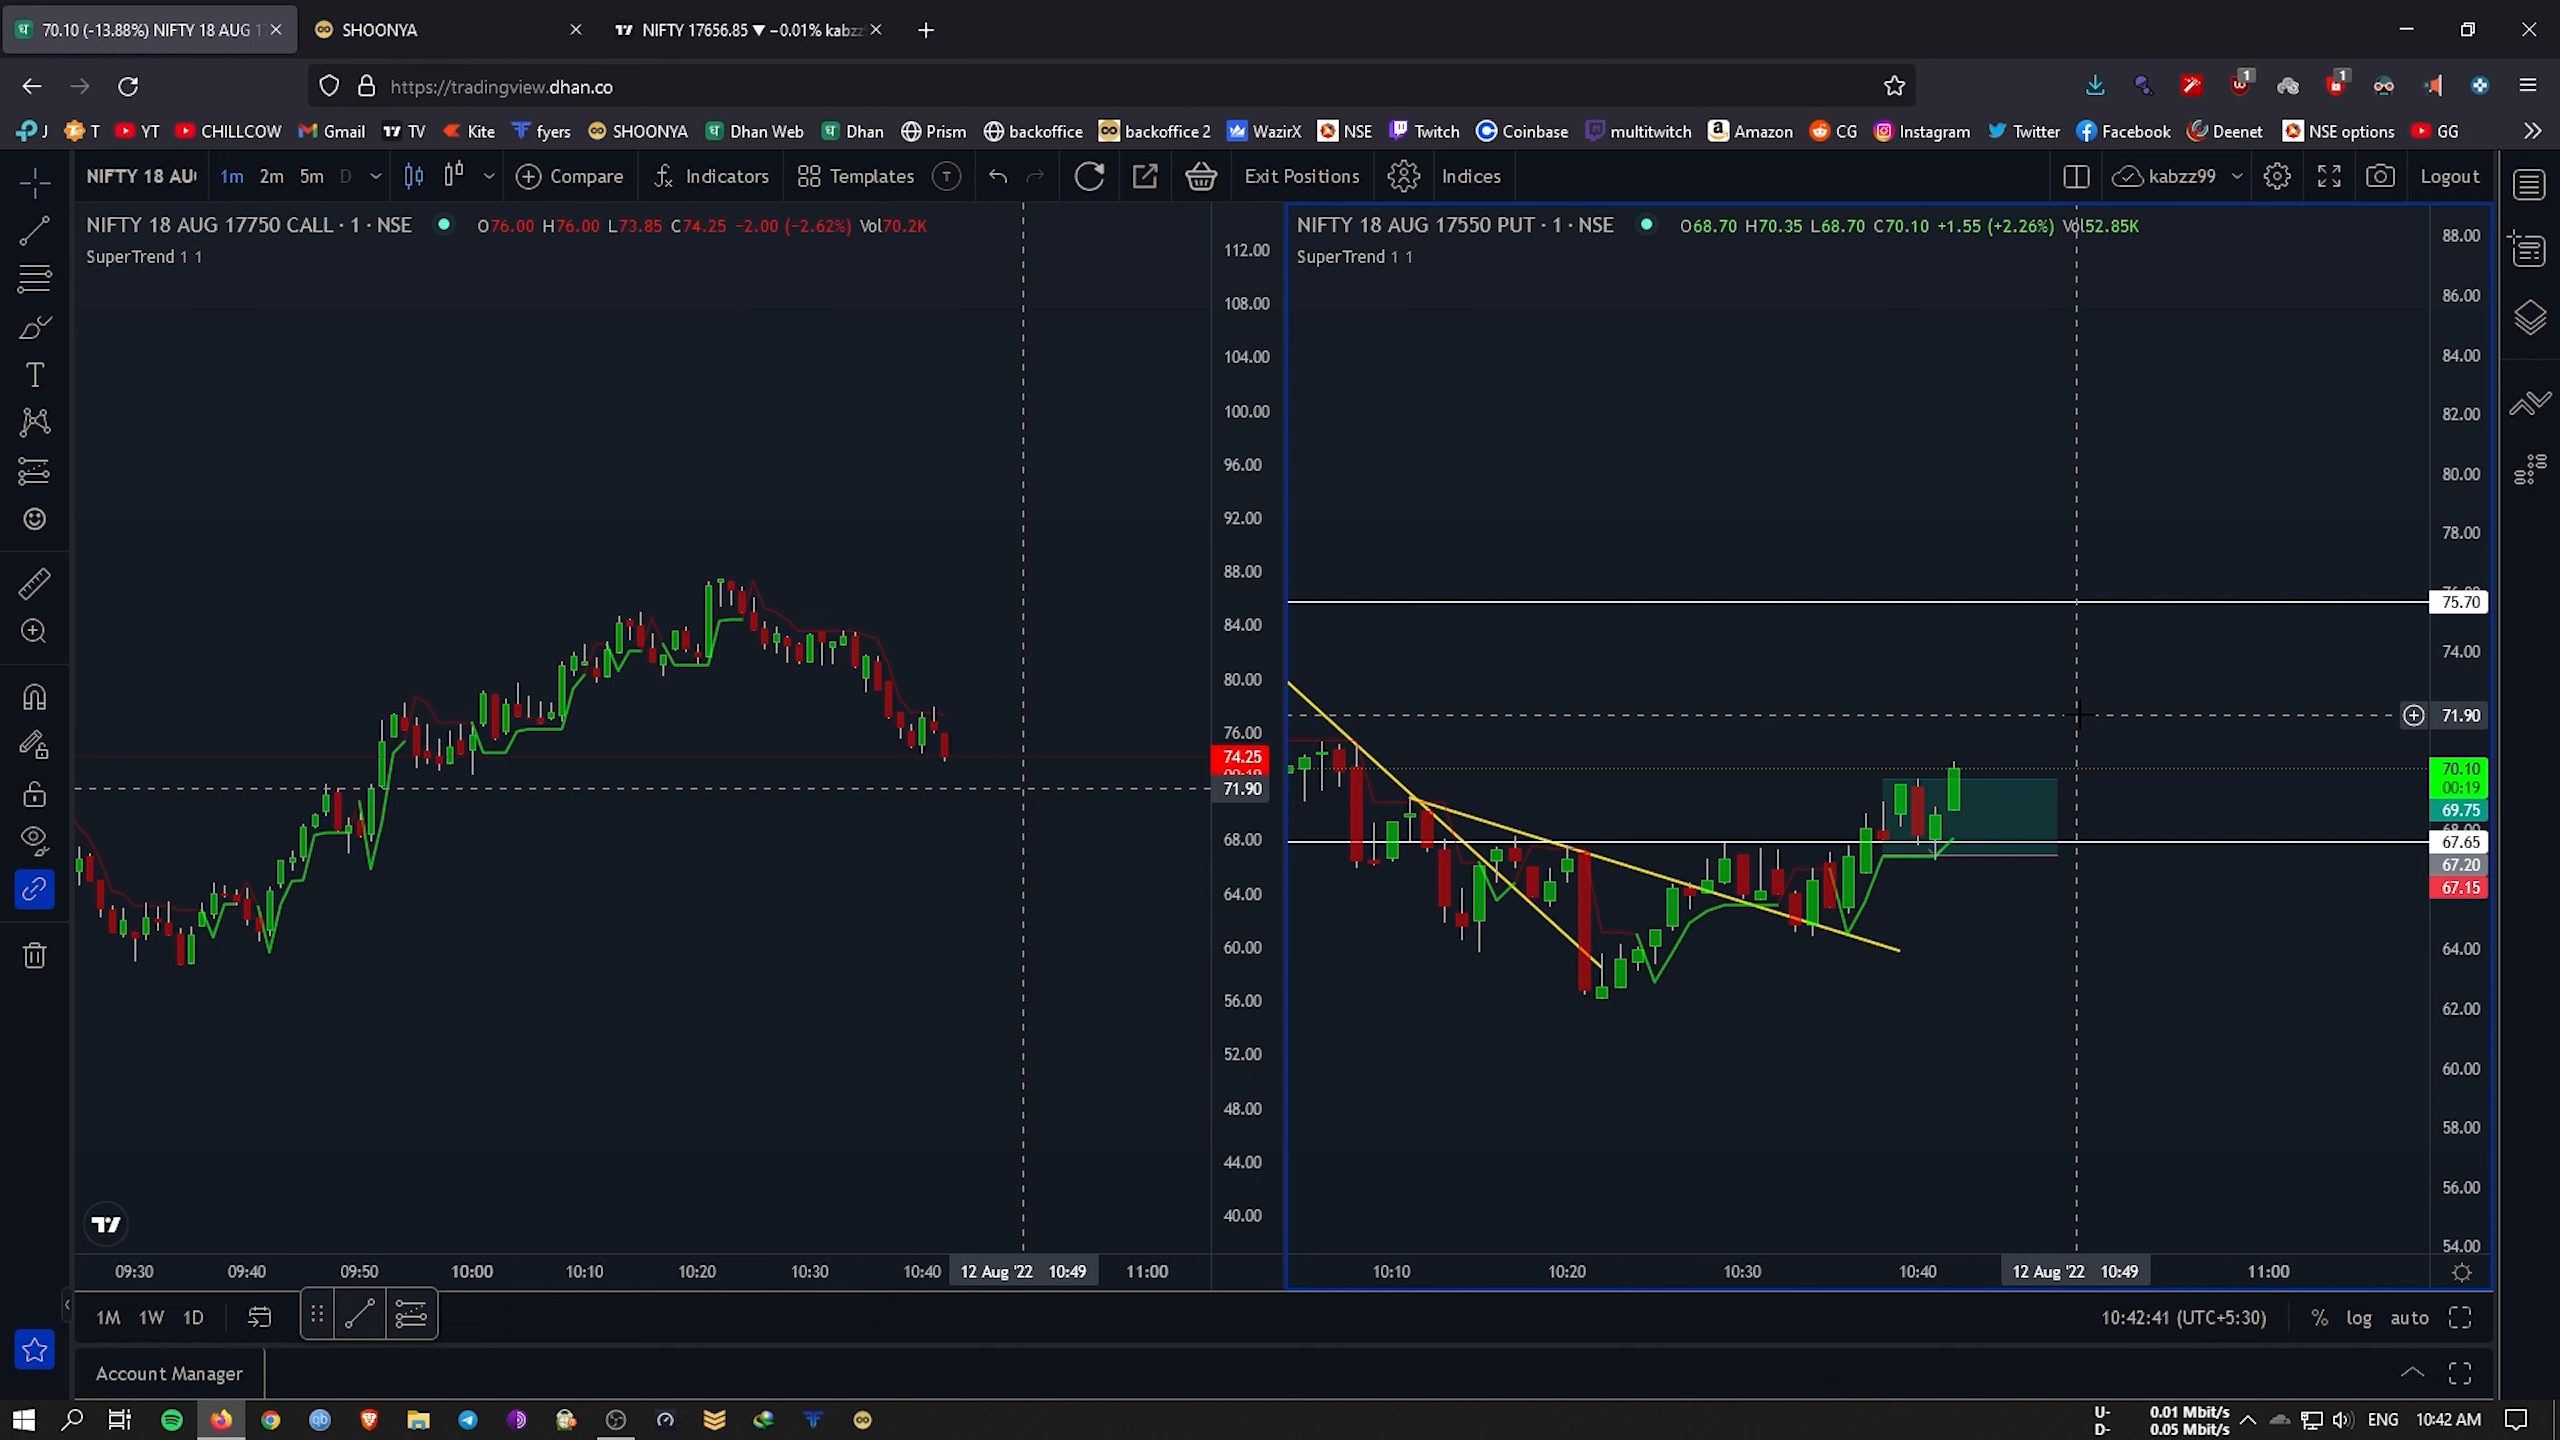 ध 70.10 (-13.88%) NIFTY 18 AUG 1
SHOONYA
NIFTY 17656.85 ▼ −0.01% kabzz
https://tradingview.dhan.co
J T YT CHILLCOW Gmail TV Kite fyers SHOONYA Dhan Web Dhan Prism backoffice backoffice 2 WazirX NSE Twitch Coinbase multitwitch Amazon CG Instagram Twitter Facebook Deenet NSE options GG
NIFTY 18 AU 1m 2m 5m D Compare Indicators Templates T Exit Positions Indices kabzz99 Logout
NIFTY 18 AUG 17750 CALL · 1 · NSE O76.00 H76.00 L73.85 C74.25 −2.00 (−2.62%) Vol70.2K
SuperTrend 1 1
112.00
108.00
104.00
100.00
96.00
92.00
88.00
84.00
80.00
76.00
74.25
71.90
68.00
64.00
60.00
56.00
52.00
48.00
44.00
40.00
09:30 09:40 09:50 10:00 10:10 10:20 10:30 10:40 12 Aug '22 10:49 11:00
NIFTY 18 AUG 17550 PUT · 1 · NSE O68.70 H70.35 L68.70 C70.10 +1.55 (+2.26%) Vol52.85K
SuperTrend 1 1
88.00
86.00
84.00
82.00
80.00
78.00
75.70
74.00
71.90
70.10
00:19
69.75
67.65
67.20
67.15
64.00
62.00
60.00
58.00
56.00
54.00
10:10 10:20 10:30 10:40 12 Aug '22 10:49 11:00
1M 1W 1D
10:42:41 (UTC+5:30) % log auto
Account Manager
U- 0.01 Mbit/s
D- 0.05 Mbit/s
ENG 10:42 AM